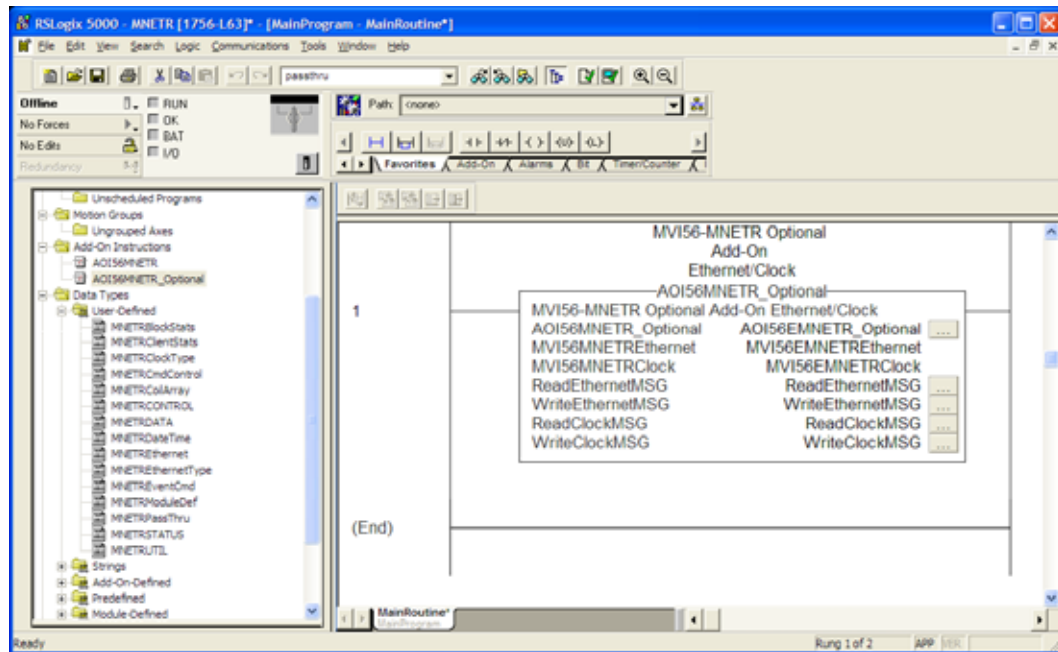 RSLogix 5000 - MNETR [1756-L63]* - [MainProgram - MainRoutine*]
File Edit View Search Logic Communications Tools Window Help
passthru
Offline
RUN
No Forces
OK
No Edits
BAT
Redundancy
I/O
Path: <none>
Favorites Add-On Alarms Bit Timer/Counter
Unscheduled Programs
Motion Groups
Ungrouped Axes
Add-On Instructions
AOI56MNETR
AOI56MNETR_Optional
Data Types
User-Defined
MNETRBlockStats
MNETRClientStats
MNETRClockType
MNETRCmdControl
MNETRCoilArray
MNETRCONTROL
MNETRDATA
MNETRDateTime
MNETREthernet
MNETREthernetType
MNETREventCmd
MNETRModuleDef
MNETRPassThru
MNETRSTATUS
MNETRUTIL
Strings
Add-On-Defined
Predefined
Module-Defined
MVI56-MNETR Optional
Add-On
Ethernet/Clock
AOI56MNETR_Optional
1
MVI56-MNETR Optional Add-On Ethernet/Clock
AOI56MNETR_Optional AOI56EMNETR_Optional ...
MVI56MNETREthernet MVI56EMNETREthernet
MVI56MNETRClock MVI56EMNETRClock
ReadEthernetMSG ReadEthernetMSG ...
WriteEthernetMSG WriteEthernetMSG ...
ReadClockMSG ReadClockMSG ...
WriteClockMSG WriteClockMSG ...
(End)
MainRoutine*
MainProgram
Ready
Rung 1 of 2
APP
VER